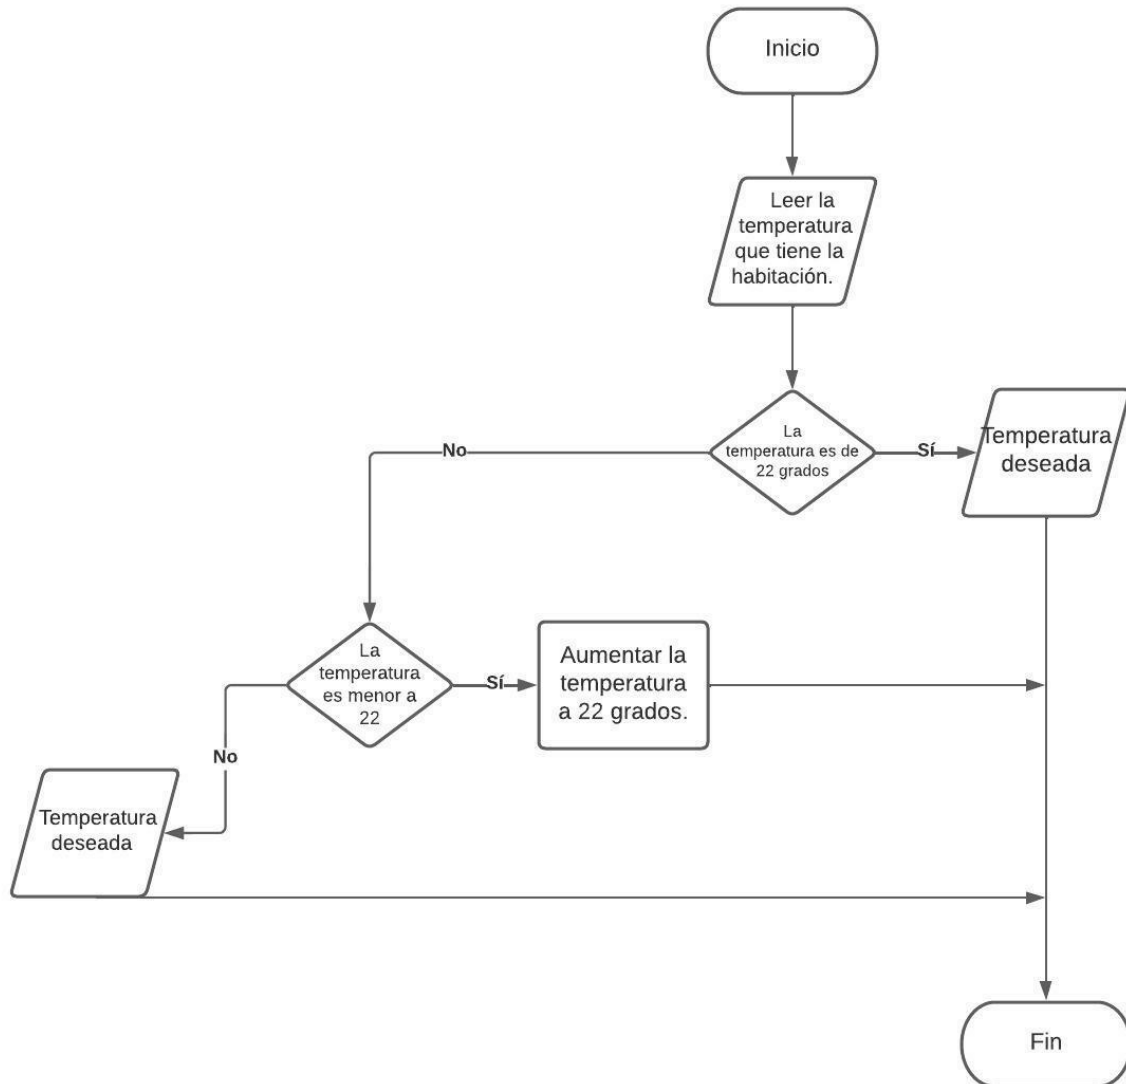 Inicio
Leer la
temperatura
que tiene la
habitación.
La
temperatura es de
22 grados
No
Sí
Temperatura
deseada
La
temperatura
es menor a
22
Sí
Aumentar la
temperatura
a 22 grados.
No
Temperatura
deseada
Fin